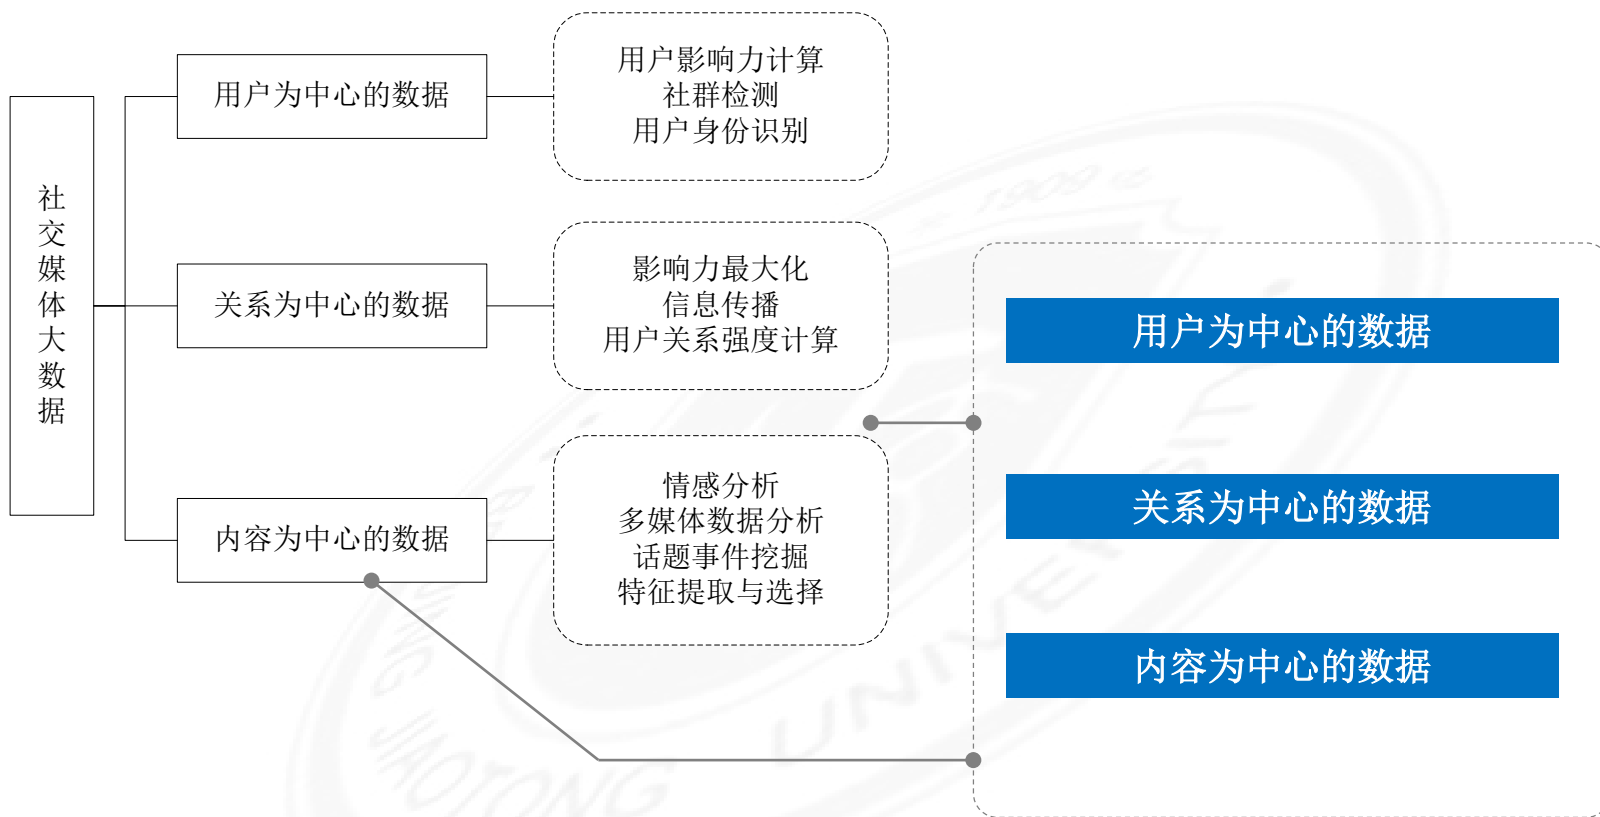 社交媒体大数据
用户为中心的数据
用户影响力计算
社群检测
用户身份识别
关系为中心的数据
影响力最大化
信息传播
用户关系强度计算
内容为中心的数据
情感分析
多媒体数据分析
话题事件挖掘
特征提取与选择
用户为中心的数据
关系为中心的数据
内容为中心的数据
1909
JIAOTONG UNIVERSITY